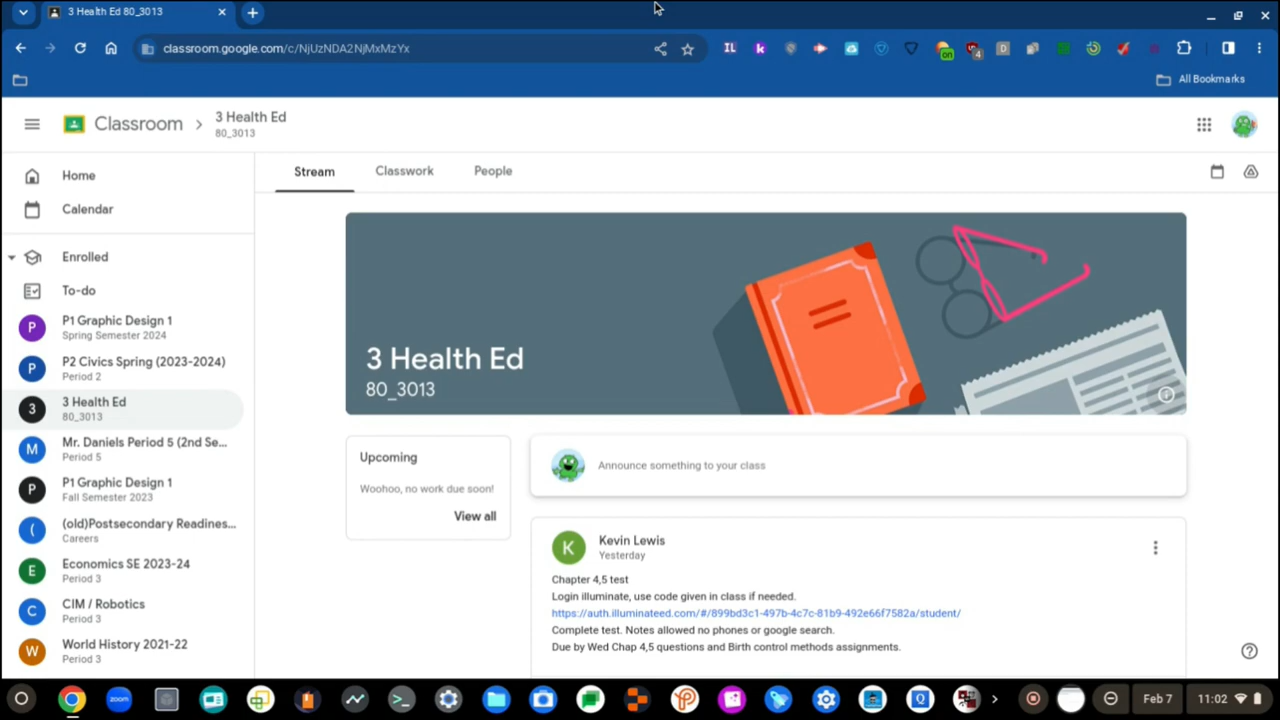 3 Health Ed 80_3013
classroom.google.com/c/NjUzNDA2NjMxMzYx
IL
k
on
4
D
All Bookmarks
Classroom
3 Health Ed
80_3013
Stream
Classwork
People
Home
Calendar
Enrolled
To-do
P
P1 Graphic Design 1
Spring Semester 2024
P
P2 Civics Spring (2023-2024)
Period 2
3
3 Health Ed
80_3013
M
Mr. Daniels Period 5 (2nd Se...
Period 5
P
P1 Graphic Design 1
Fall Semester 2023
(
(old)Postsecondary Readines...
Careers
E
Economics SE 2023-24
Period 3
C
CIM / Robotics
Period 3
W
World History 2021-22
Period 3
3 Health Ed
80_3013
Upcoming
Woohoo, no work due soon!
View all
Announce something to your class
K
Kevin Lewis
Yesterday
Chapter 4,5 test
Login illuminate, use code given in class if needed.
https://auth.illuminateed.com/#/899bd3c1-497b-4c7c-81b9-492e66f7582a/student/
Complete test. Notes allowed no phones or google search.
Due by Wed Chap 4,5 questions and Birth control methods assignments.
zoom
Q
Feb 7
11:02